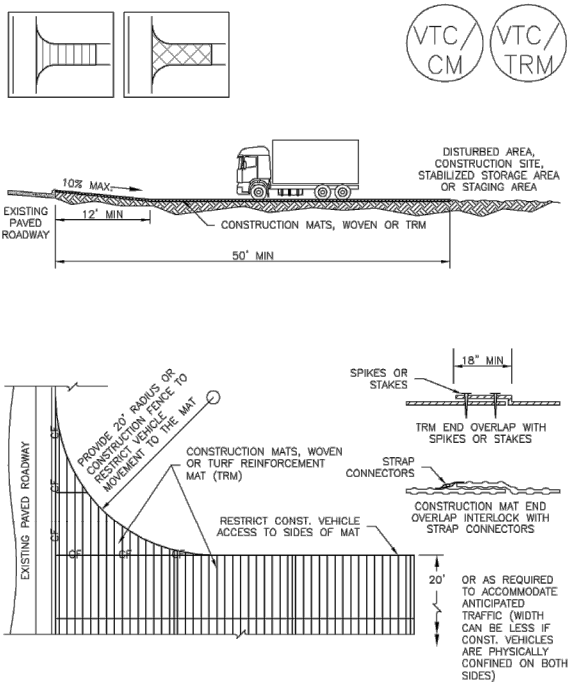 VTC/
CM
VTC/
TRM
DISTURBED AREA,
CONSTRUCTION SITE,
STABILIZED STORAGE AREA
OR STAGING AREA
10% MAX.
EXISTING
PAVED
ROADWAY
12' MIN
CONSTRUCTION MATS, WOVEN OR TRM
50' MIN
18" MIN
SPIKES OR
STAKES
TRM END OVERLAP WITH
SPIKES OR STAKES
PROVIDE 20' RADIUS OR
CONSTRUCTION FENCE TO
RESTRICT VEHICLE
MOVEMENT TO THE MAT
CONSTRUCTION MATS, WOVEN
OR TURF REINFORCEMENT
MAT (TRM)
STRAP
CONNECTORS
CONSTRUCTION MAT END
OVERLAP INTERLOCK WITH
STRAP CONNECTORS
EXISTING PAVED ROADWAY
CF
CF
CF
CF
CF
CF
RESTRICT CONST. VEHICLE
ACCESS TO SIDES OF MAT
20'
OR AS REQUIRED
TO ACCOMMODATE
ANTICIPATED
TRAFFIC (WIDTH
CAN BE LESS IF
CONST. VEHICLES
ARE PHYSICALLY
CONFINED ON BOTH
SIDES)